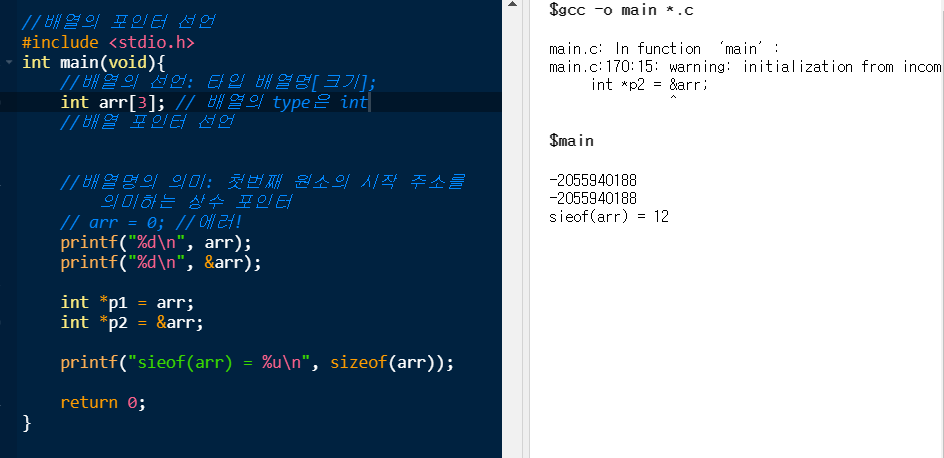 //배열의 포인터 선언
#include <stdio.h>
int main(void){
//배열의 선언: 타입 배열명[크기];
int arr[3]; // 배열의 type은 int
//배열 포인터 선언
//배열명의 의미: 첫번째 원소의 시작 주소를
의미하는 상수 포인터
// arr = 0; //에러!
printf("%d\n", arr);
printf("%d\n", &arr);
int *p1 = arr;
int *p2 = &arr;
printf("sieof(arr) = %u\n", sizeof(arr));
return 0;
}
$gcc -o main *.c
main.c: In function ‘main’:
main.c:170:15: warning: initialization from incom
int *p2 = &arr;
^
$main
-2055940188
-2055940188
sieof(arr) = 12